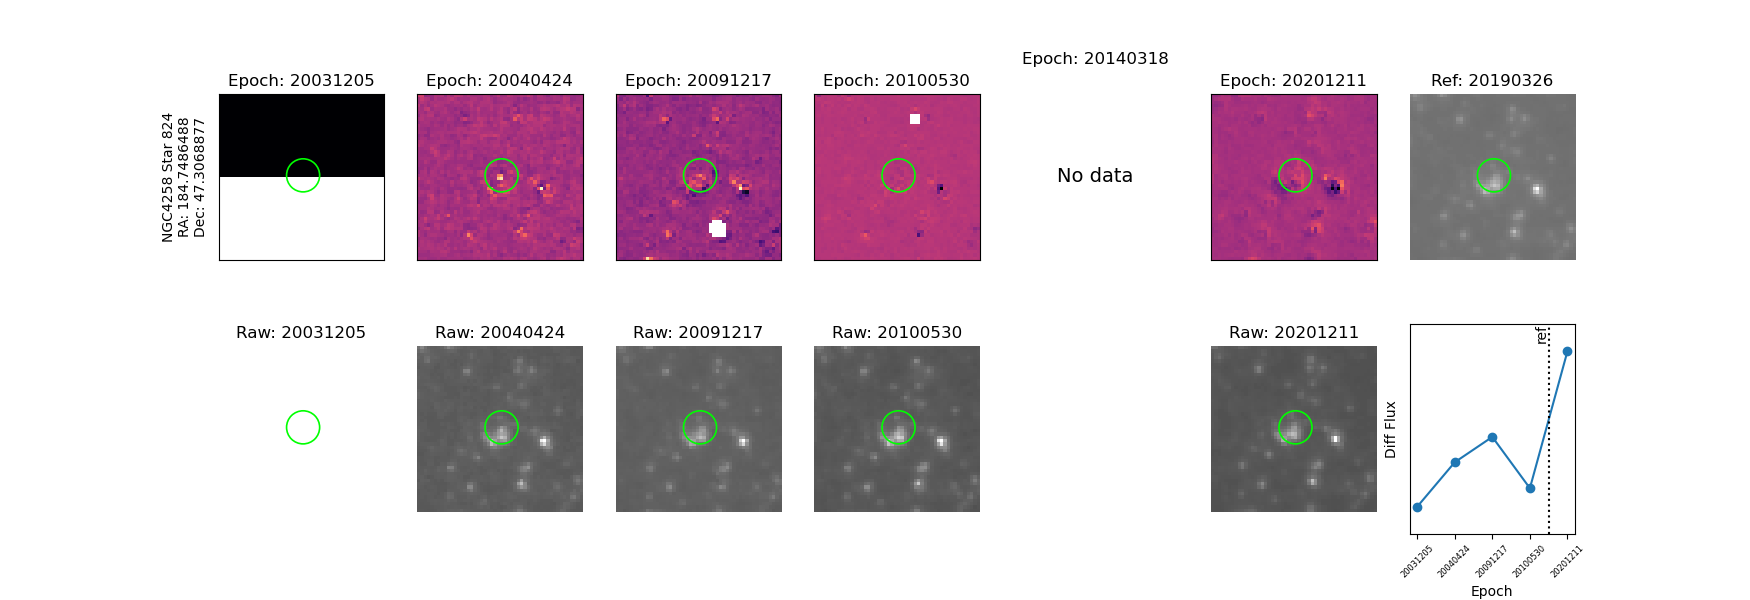 NGC4258 Star 824
RA: 184.7486488
Dec: 47.3068877
Epoch: 20031205
Epoch: 20040424
Epoch: 20091217
Epoch: 20100530
Epoch: 20140318
Epoch: 20201211
Ref: 20190326
No data
Raw: 20031205
Raw: 20040424
Raw: 20091217
Raw: 20100530
Raw: 20201211
ref
Diff Flux
20031205
20040424
20091217
20100530
20201211
Epoch